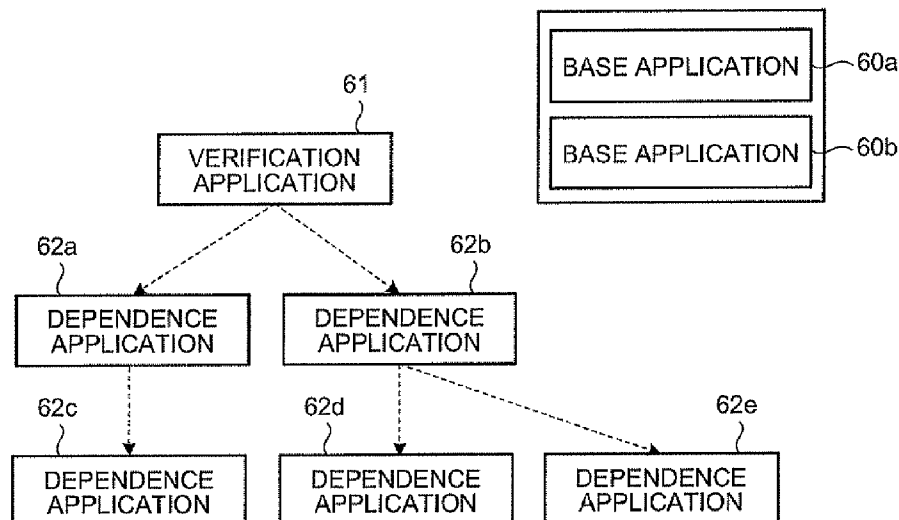 BASE APPLICATION
60a
BASE APPLICATION
60b
61
VERIFICATION
APPLICATION
62a
DEPENDENCE
APPLICATION
62b
DEPENDENCE
APPLICATION
62c
DEPENDENCE
APPLICATION
62d
DEPENDENCE
APPLICATION
62e
DEPENDENCE
APPLICATION